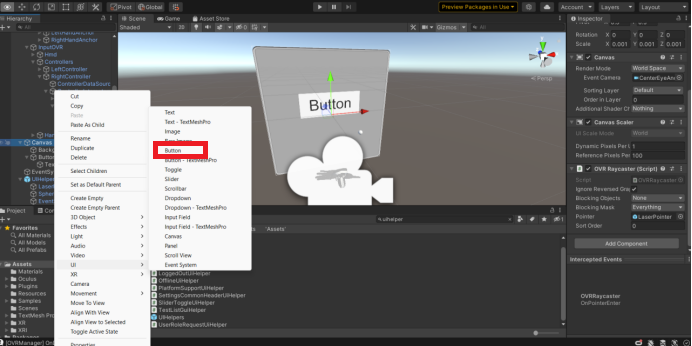 Pivot
Global
Preview Packages in Use
Account
Layers
Layout
Hierarchy
Scene
Game
Asset Store
Inspector
All
Shaded
2D
Gizmos
All
RightHandAnchor
InputOVR
Hmd
Controllers
LeftController
RightController
ControllerDataSourc
Canvas
Backg
Button
Tex
EventSy
UIHelpers
Laser
Spher
Event
Cut
Copy
Paste
Paste As Child
Rename
Duplicate
Delete
Select Children
Set as Default Parent
Create Empty
Create Empty Parent
3D Object
Effects
Light
Audio
Video
UI
XR
Camera
Movement
Move To View
Align With View
Align View to Selected
Toggle Active State
Properties
Text
Text - TextMeshPro
Image
Button
Button - TextMeshPro
Toggle
Slider
Scrollbar
Dropdown
Dropdown - TextMeshPro
Input Field
Input Field - TextMeshPro
Canvas
Panel
Scroll View
Event System
Button
Persp
Rotation X 0 Y 0 Z 0
Scale X 0.001 Y 0.001 Z 0.001
Canvas
Render Mode World Space
Event Camera CenterEyeAn
Sorting Layer Default
Order in Layer 0
Additional Shader Ch Nothing
Canvas Scaler
UI Scale Mode World
Dynamic Pixels Per 1
Reference Pixels Per 100
OVR Raycaster (Script)
Script OVRRaycaster
Ignore Reversed Grap
Blocking Objects None
Blocking Mask Everything
Pointer LaserPointer
Sort Order 0
Add Component
Intercepted Events
OVRRaycaster
OnPointerEnter
Project
Con
Favorites
All Materials
All Models
All Prefabs
Assets
Materials
Oculus
Plugins
Resources
Samples
Scenes
TextMesh Pro
XR
XRI
Packages
uihelper
'Assets'
LoggedOutUiHelper
OfflineUiHelper
PlatformSupportUiHelper
SettingsCommonHeaderUiHelper
SliderToggleUiHelper
TestListGuiHelper
UIHelpers
UserRoleRequestUiHelper
[OVRManager] On